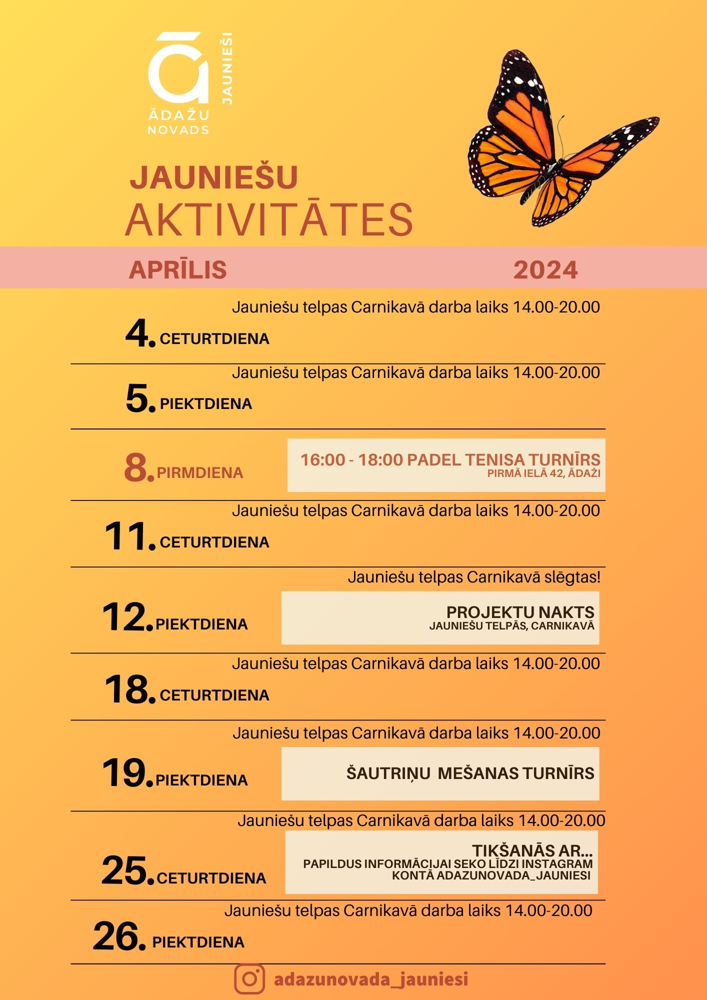 JAUNIEŠI
ĀDAŽU
NOVADS
JAUNIEŠU
AKTIVITĀTES
APRĪLIS 2024
Jauniešu telpas Carnikavā darba laiks 14.00-20.00
4. CETURTDIENA
Jauniešu telpas Carnikavā darba laiks 14.00-20.00
5. PIEKTDIENA
16:00 - 18:00 PADEL TENISA TURNĪRS
8. PIRMDIENA
PIRMĀ IELĀ 42, ĀDAŽI
Jauniešu telpas Carnikavā darba laiks 14.00-20.00
11. CETURTDIENA
Jauniešu telpas Carnikavā slēgtas!
PROJEKTU NAKTS
12. PIEKTDIENA
JAUNIEŠU TELPĀS, CARNIKAVĀ
Jauniešu telpas Carnikavā darba laiks 14.00-20.00
18. CETURTDIENA
Jauniešu telpas Carnikavā darba laiks 14.00-20.00
19. PIEKTDIENA
ŠAUTRIŅU MEŠANAS TURNĪRS
Jauniešu telpas Carnikavā darba laiks 14.00-20.00
TIKŠANĀS AR...
PAPILDUS INFORMĀCIJAI SEKO LĪDZI INSTAGRAM
KONTĀ ADAZUNOVADA_JAUNIESI
25. CETURTDIENA
Jauniešu telpas Carnikavā darba laiks 14.00-20.00
26. PIEKTDIENA
adazunovada_jauniesi